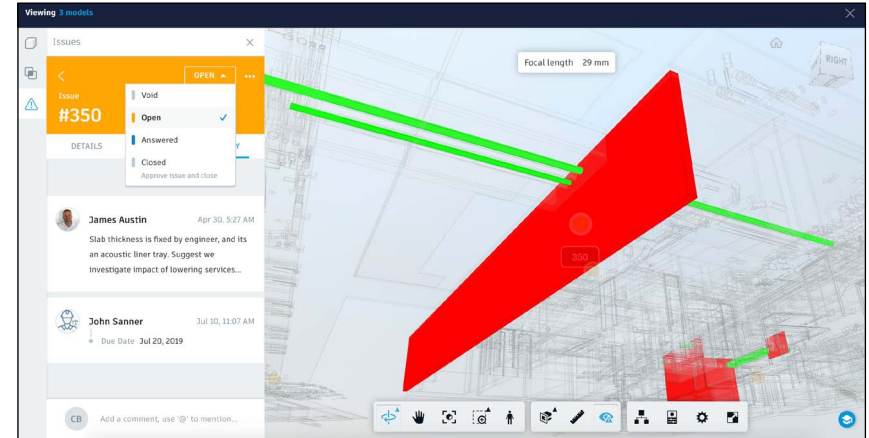 Viewing 3 models
Issues
OPEN
Issue
#350
Void
Open
Answered
Closed
Approve issue and close
DETAILS
Y
James Austin
Apr 30, 5:27 AM
Slab thickness is fixed by engineer, and its
an acoustic liner tray. Suggest we
investigate impact of lowering services...
John Sanner
Jul 10, 11:07 AM
Due Date Jul 20, 2019
CB
Add a comment, use '@' to mention...
Focal length 29 mm
RIGHT
350